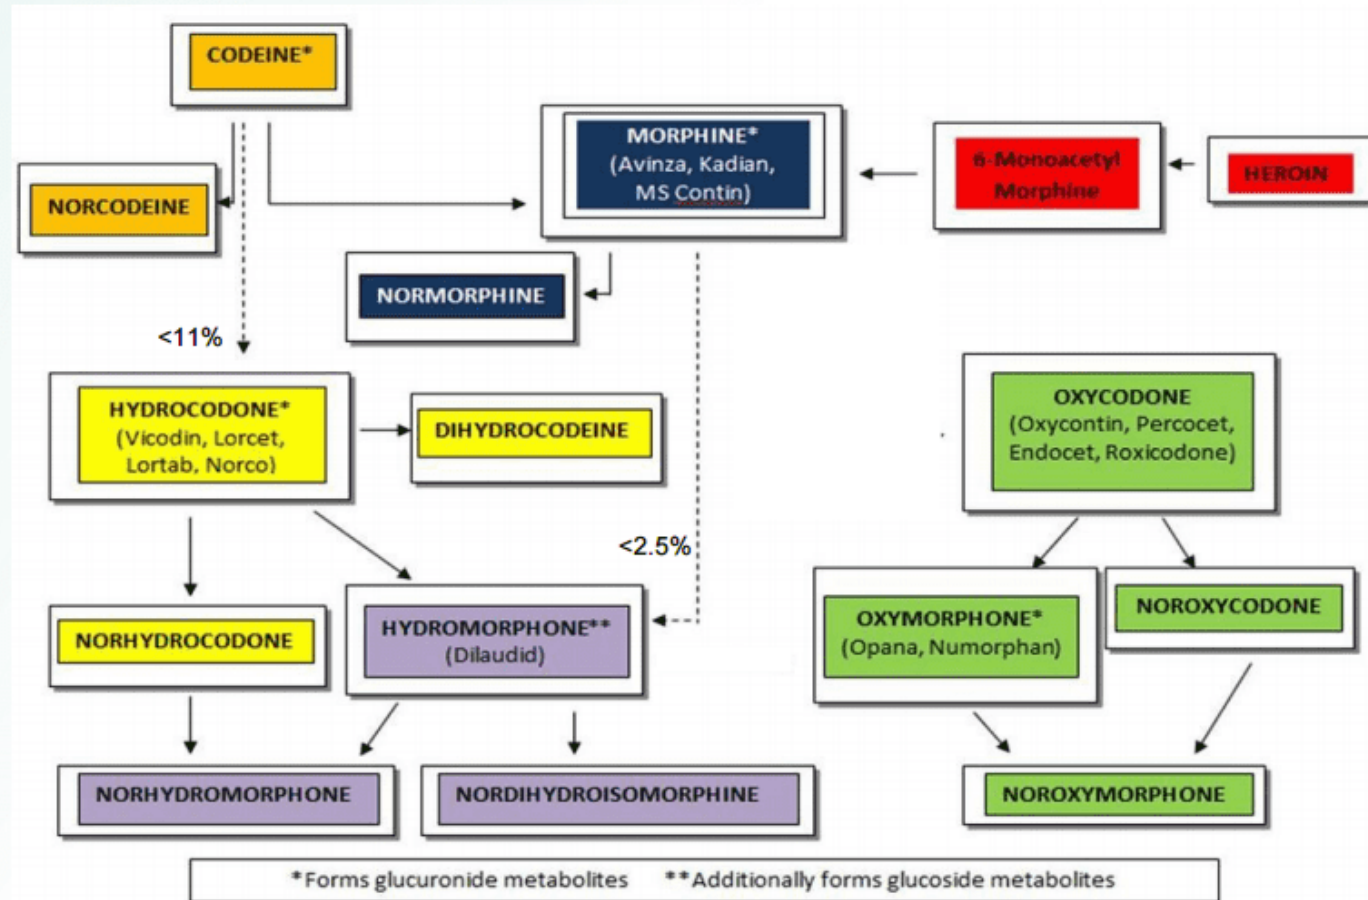 CODEINE*
MORPHINE*
(Avinza, Kadian,
MS Contin)
6-Monoacetyl
Morphine
HEROIN
NORCODEINE
NORMORPHINE
<11%
HYDROCODONE*
(Vicodin, Lorcet,
Lortab, Norco)
DIHYDROCODEINE
OXYCODONE
(Oxycontin, Percocet,
Endocet, Roxicodone)
<2.5%
NORHYDROCODONE
HYDROMORPHONE**
(Dilaudid)
OXYMORPHONE*
(Opana, Numorphan)
NOROXYCODONE
NORHYDROMORPHONE
NORDIHYDROISOMORPHINE
NOROXYMORPHONE
*Forms glucuronide metabolites **Additionally forms glucoside metabolites